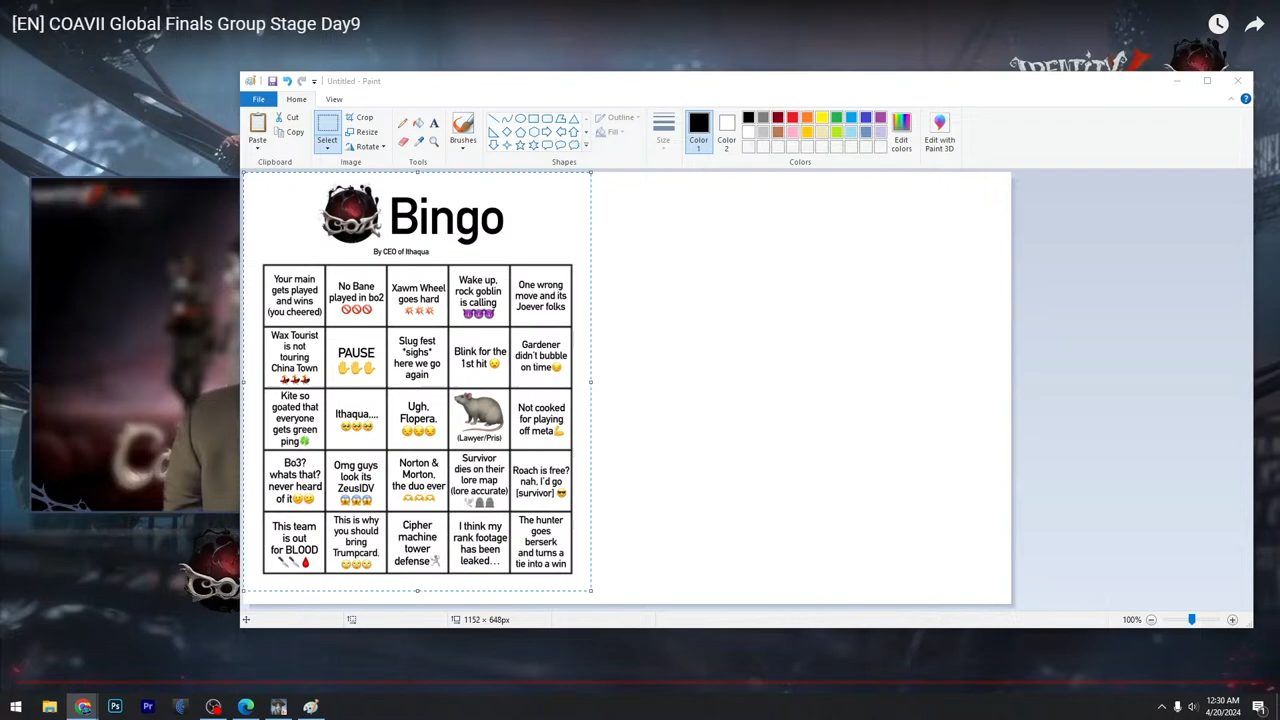 [EN] COAVII Global Finals Group Stage Day9
IDENTITY
Untitled - Paint
File
Home
View
Paste
Cut
Copy
Clipboard
Select
Crop
Resize
Rotate
Image
Tools
Brushes
Shapes
Outline
Fill
Size
Color
1
Color
2
Colors
Edit
colors
Edit with
Paint 3D
COA
Bingo
By CEO of Ithaqua
Your main
gets played
and wins
(you cheered)
No Bane
played in bo2
🚫🚫🚫
Xawm Wheel
goes hard
💥💥💥
Wake up,
rock goblin
is calling
😈😈😈
One wrong
move and its
Joever folks
Wax Tourist
is not
touring
China Town
💃💃💃
PAUSE
✋✋✋
Slug fest
*sighs*
here we go
again
Blink for the
1st hit 😉
Gardener
didn't bubble
on time😔
Kite so
goated that
everyone
gets green
ping🍀
Ithaqua,...
🥹🥹🥹
Ugh,
Flopera.
😔😔😔
(Lawyer/Pris)
Not cooked
for playing
off meta💪
Bo3?
whats that?
never heard
of it😊😊
Omg guys
look its
ZeusIDV
😱😱😱
Norton &
Morton,
the duo ever
🫶🫶🫶
Survivor
dies on their
lore map
(lore accurate)
🕊🪦🪦
Roach is free?
nah, I'd go
[survivor] 😎
This team
is out
for BLOOD
🔪🔪🩸
This is why
you should
bring
Trumpcard.
🙄🙄🙄
Cipher
machine
tower
defense🤺
I think my
rank footage
has been
leaked...
The hunter
goes
berserk
and turns a
tie into a win
1152 × 648px
100%
Ps
Pr
12:30 AM
4/20/2024